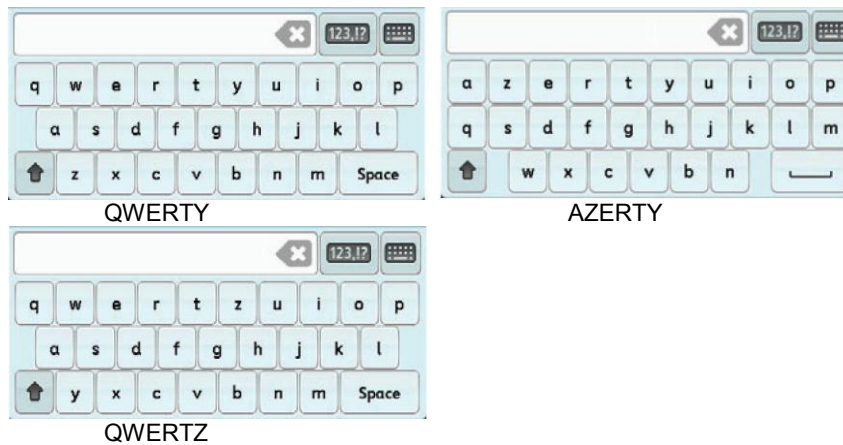 123,!?
q w e r t y u i o p
a s d f g h j k l
z x c v b n m Space
QWERTY
123,!?
a z e r t y u i o p
q s d f g h j k l m
w x c v b n
AZERTY
123,!?
q w e r t z u i o p
a s d f g h j k l
y x c v b n m Space
QWERTZ